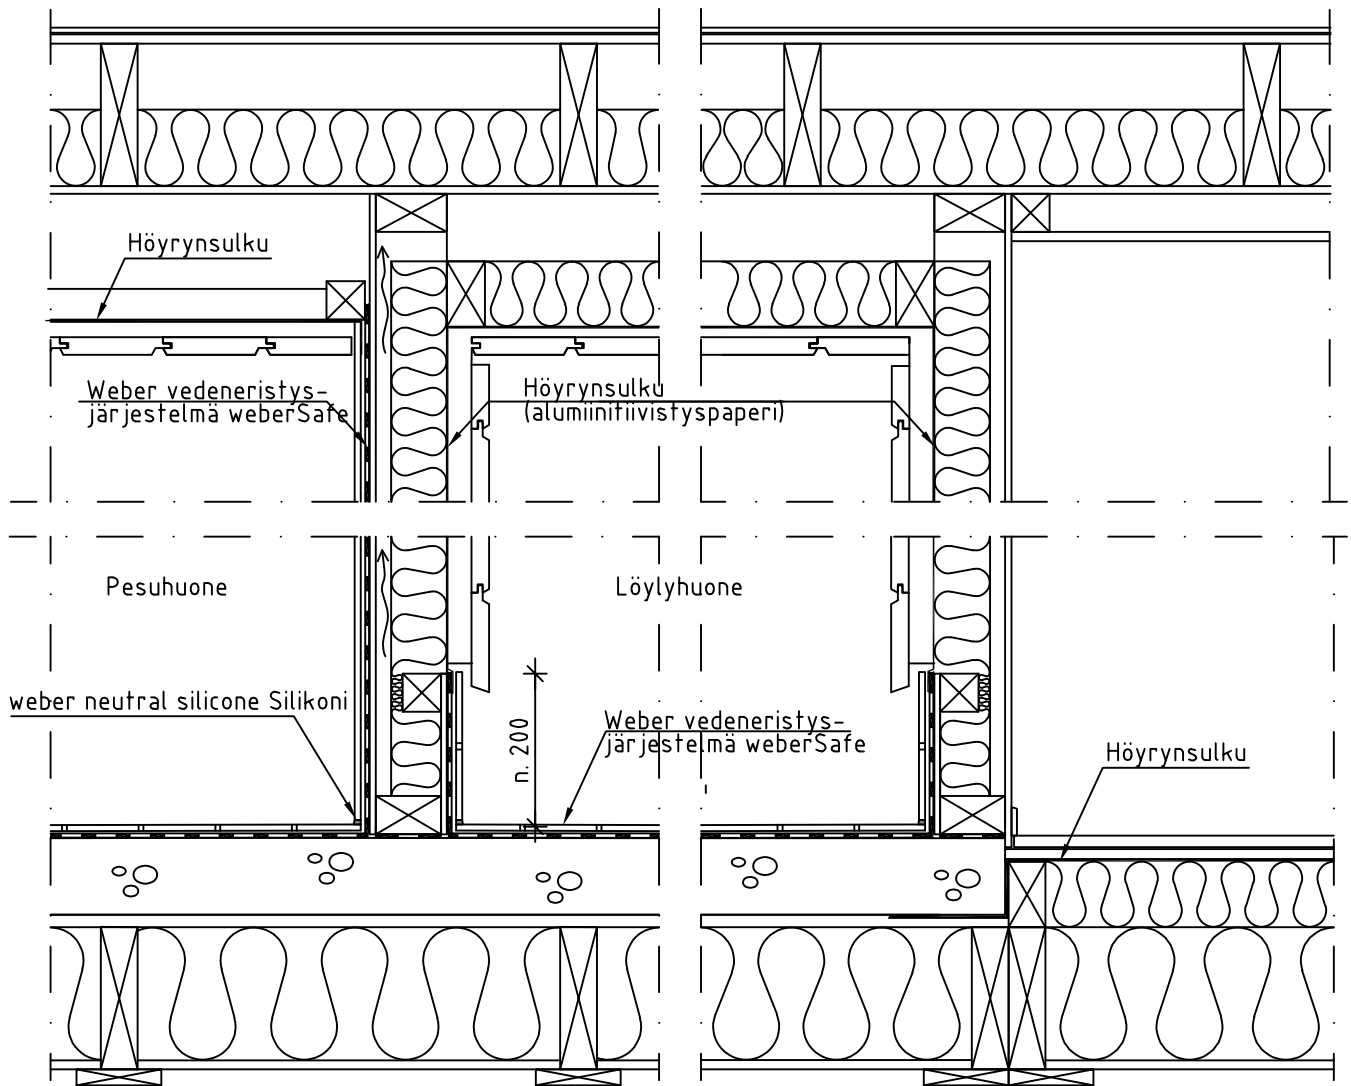 Höyrynsulku
Weber vedeneristys-
järjestelmä weberSafe
Höyrynsulku
(alumiinitiivistyspaperi)
Pesuhuone
Löylyhuone
weber neutral silicone Silikoni
n. 200
Weber vedeneristys-
järjestelmä weberSafe
Höyrynsulku